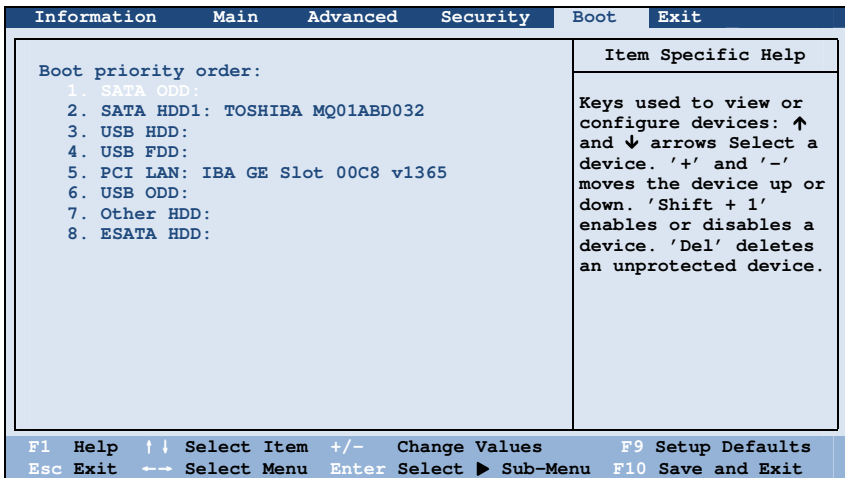 Information Main Advanced Security Boot Exit
Boot priority order:
1. SATA ODD:
2. SATA HDD1: TOSHIBA MQ01ABD032
3. USB HDD:
4. USB FDD:
5. PCI LAN: IBA GE Slot 00C8 v1365
6. USB ODD:
7. Other HDD:
8. ESATA HDD:
Item Specific Help
Keys used to view or
configure devices: ↑
and ↓ arrows Select a
device. ′+′ and ′-′
moves the device up or
down. ′Shift + 1′
enables or disables a
device. ′Del′ deletes
an unprotected device.
F1 Help ↑↓ Select Item +/- Change Values F9 Setup Defaults
Esc Exit ←→ Select Menu Enter Select ▶ Sub-Menu F10 Save and Exit